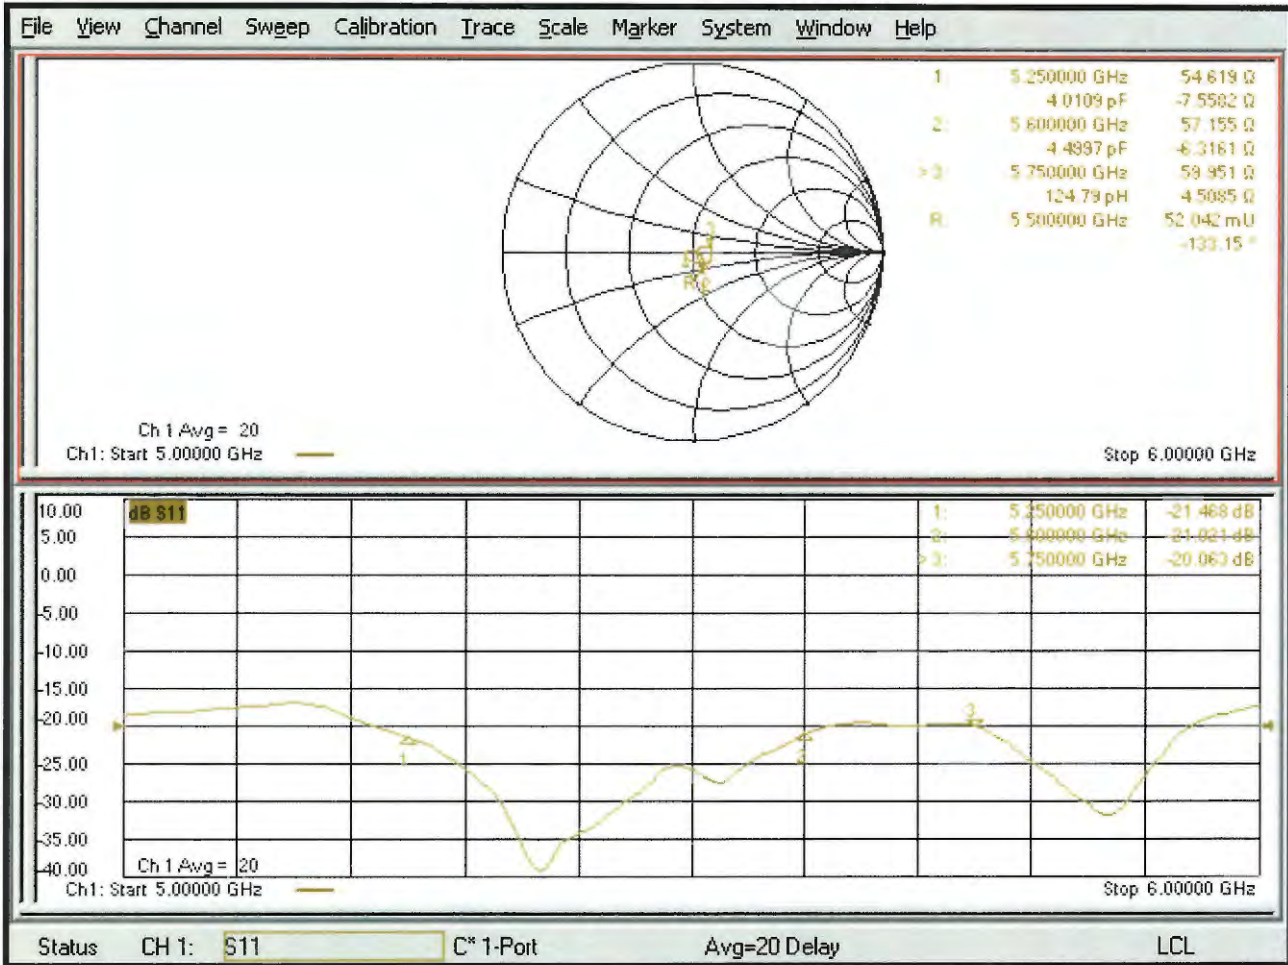 File View Channel Sweep Calibration Trace Scale Marker System Window Help
1: 5.250000 GHz 54.619 Ω
4.0109 pF -7.5582 Ω
2: 5.600000 GHz 57.155 Ω
4.4997 pF -6.3161 Ω
> 3: 5.750000 GHz 59.951 Ω
124.79 pH 4.5085 Ω
R: 5.500000 GHz 52.042 mU
-133.15 °
3
R
Ch 1 Avg = 20
Ch1: Start 5.00000 GHz
Stop 6.00000 GHz
10.00 dB S11 1: 5.250000 GHz -21.468 dB
5.00 2: 5.600000 GHz -21.021 dB
0.00 > 3: 5.750000 GHz -20.063 dB
-5.00
-10.00
-15.00
-20.00
-25.00
-30.00
-35.00
-40.00
1
2
3
Ch 1 Avg = 20
Ch1: Start 5.00000 GHz
Stop 6.00000 GHz
Status CH 1: S11 C* 1-Port Avg=20 Delay LCL